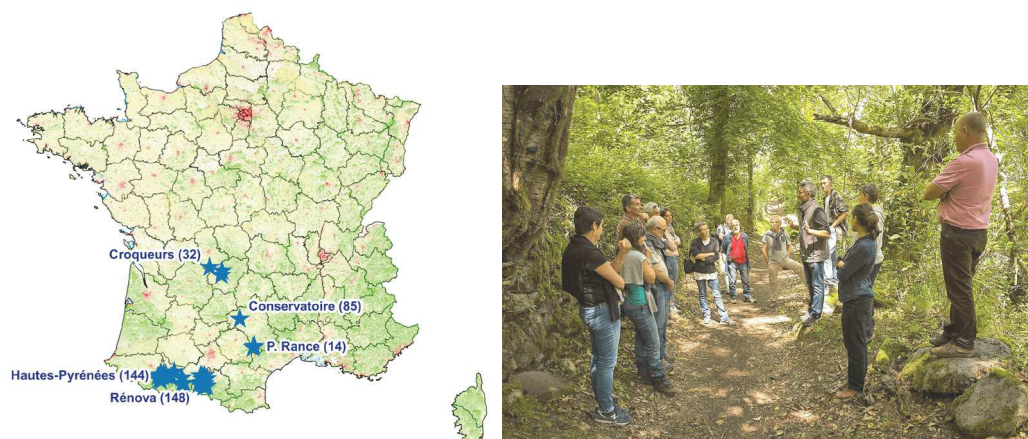 Croqueurs (32)
Conservatoire (85)
P. Rance (14)
Hautes-Pyrénées (144)
Rénova (148)